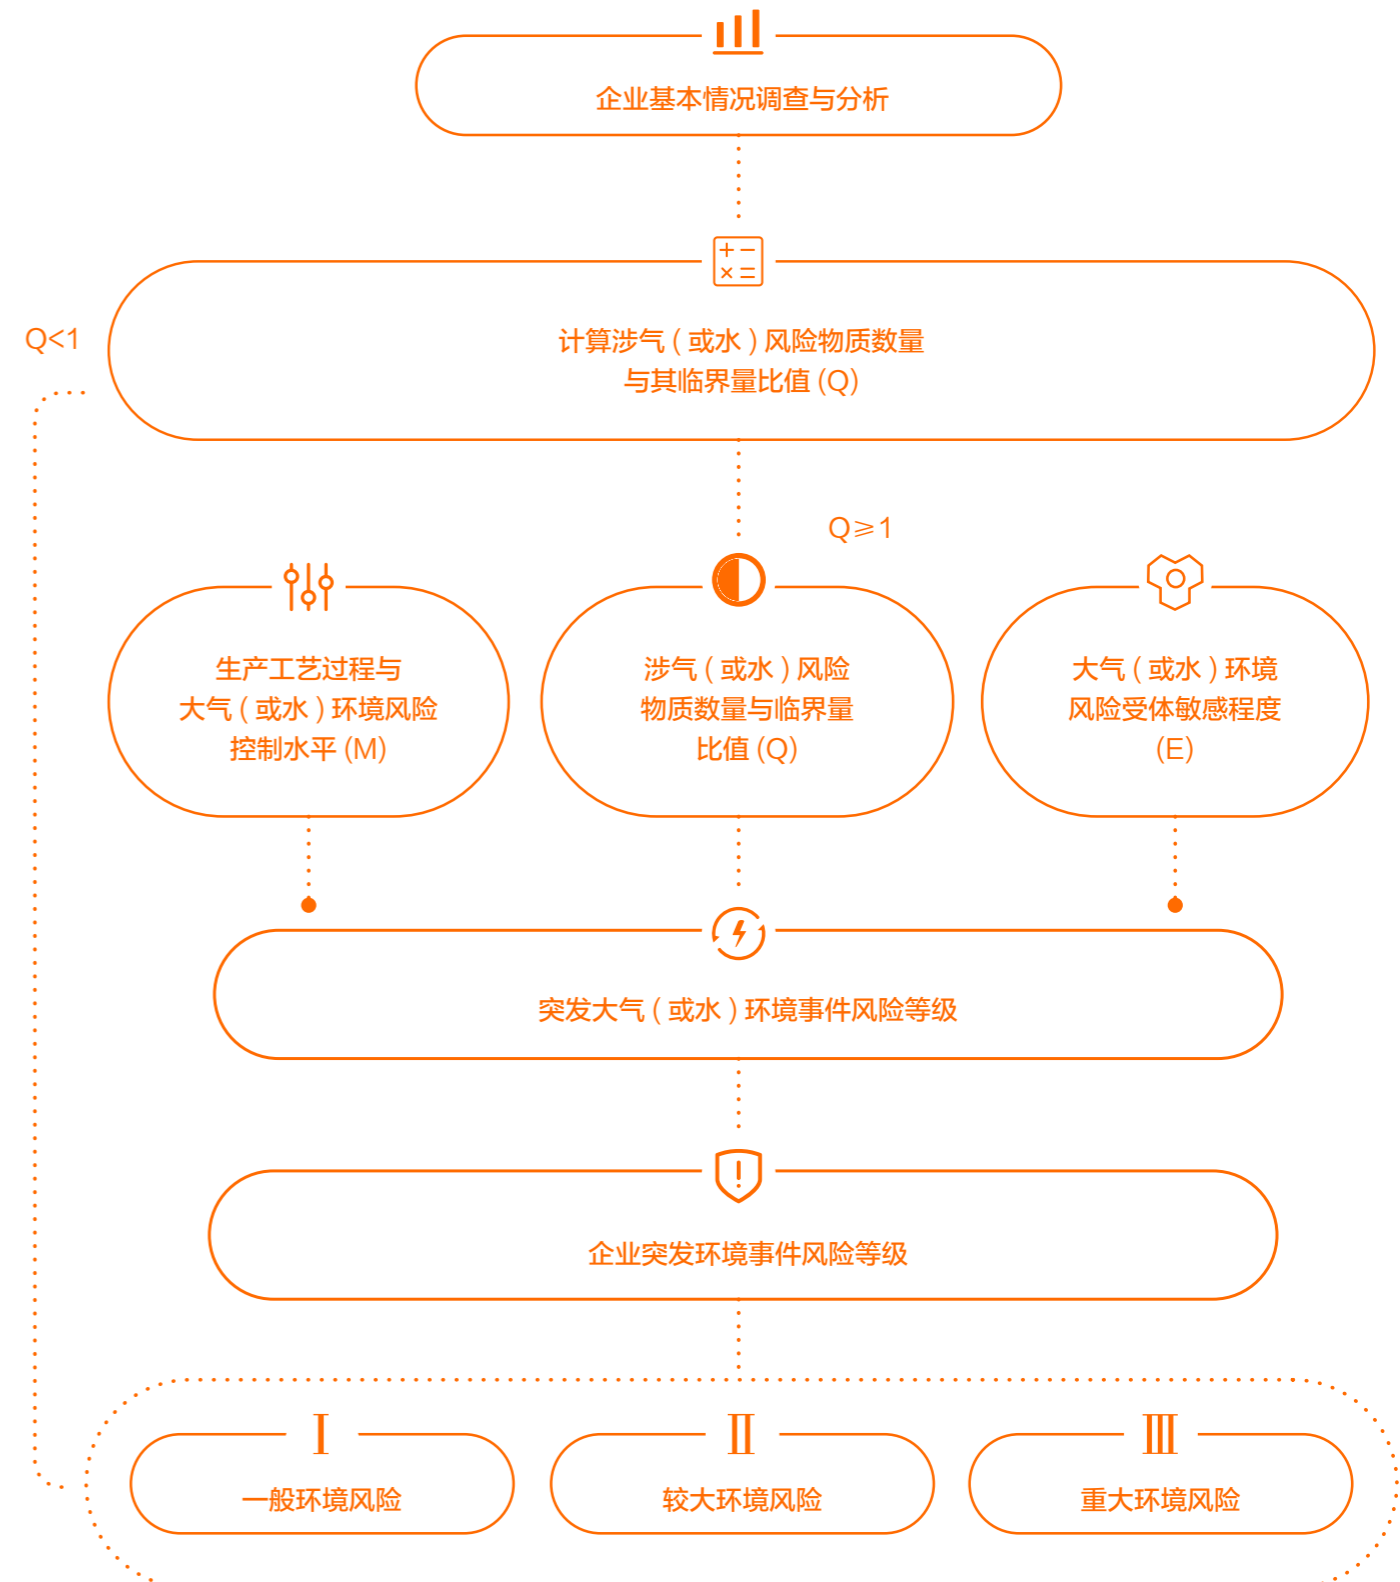 企业基本情况调查与分析
Q<1
计算涉气（或水）风险物质数量
与其临界量比值 (Q)
Q≥1
生产工艺过程与
大气（或水）环境风险
控制水平 (M)
涉气（或水）风险
物质数量与临界量
比值 (Q)
大气（或水）环境
风险受体敏感程度
(E)
突发大气（或水）环境事件风险等级
企业突发环境事件风险等级
I
一般环境风险
II
较大环境风险
III
重大环境风险